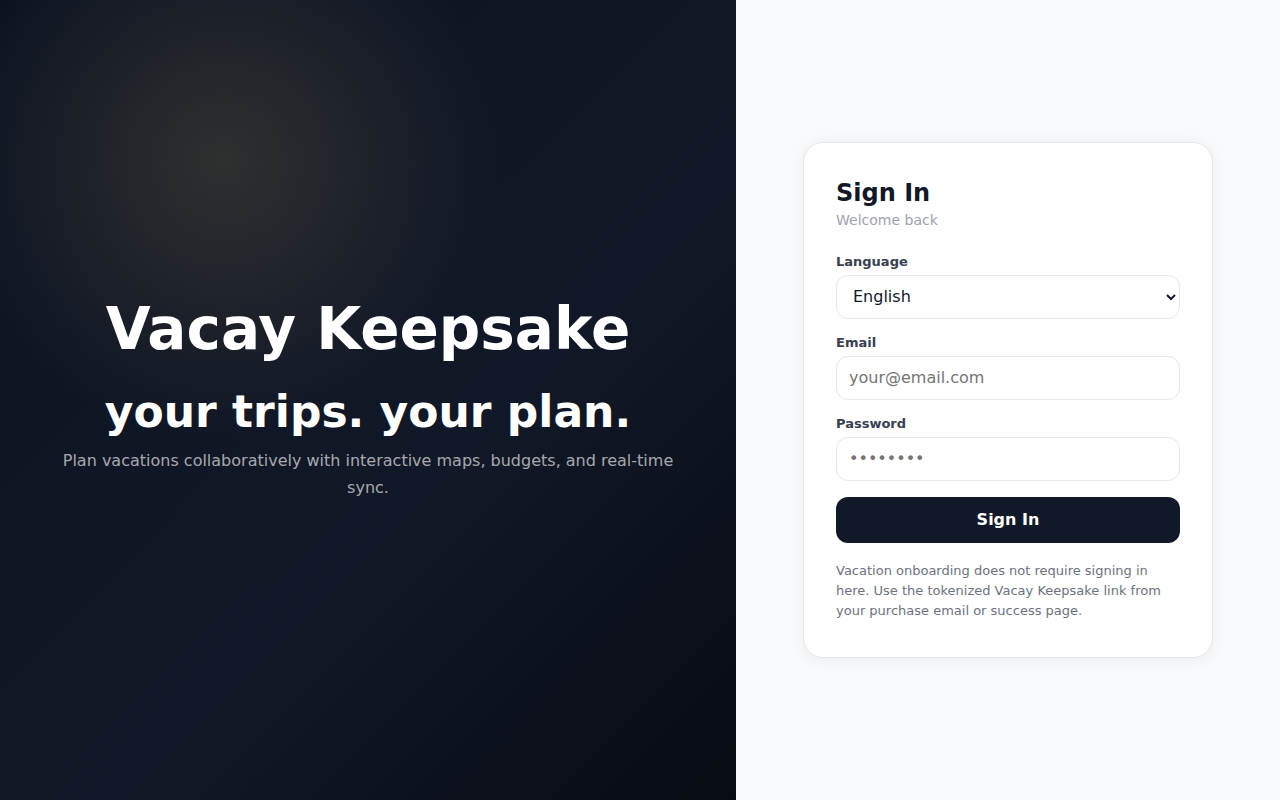 Vacay Keepsake
your trips. your plan.
Plan vacations collaboratively with interactive maps, budgets, and real-time
sync.
Sign In
Welcome back
Language
English
Email
your@email.com
Password
••••••••
Sign In
Vacation onboarding does not require signing in
here. Use the tokenized Vacay Keepsake link from
your purchase email or success page.